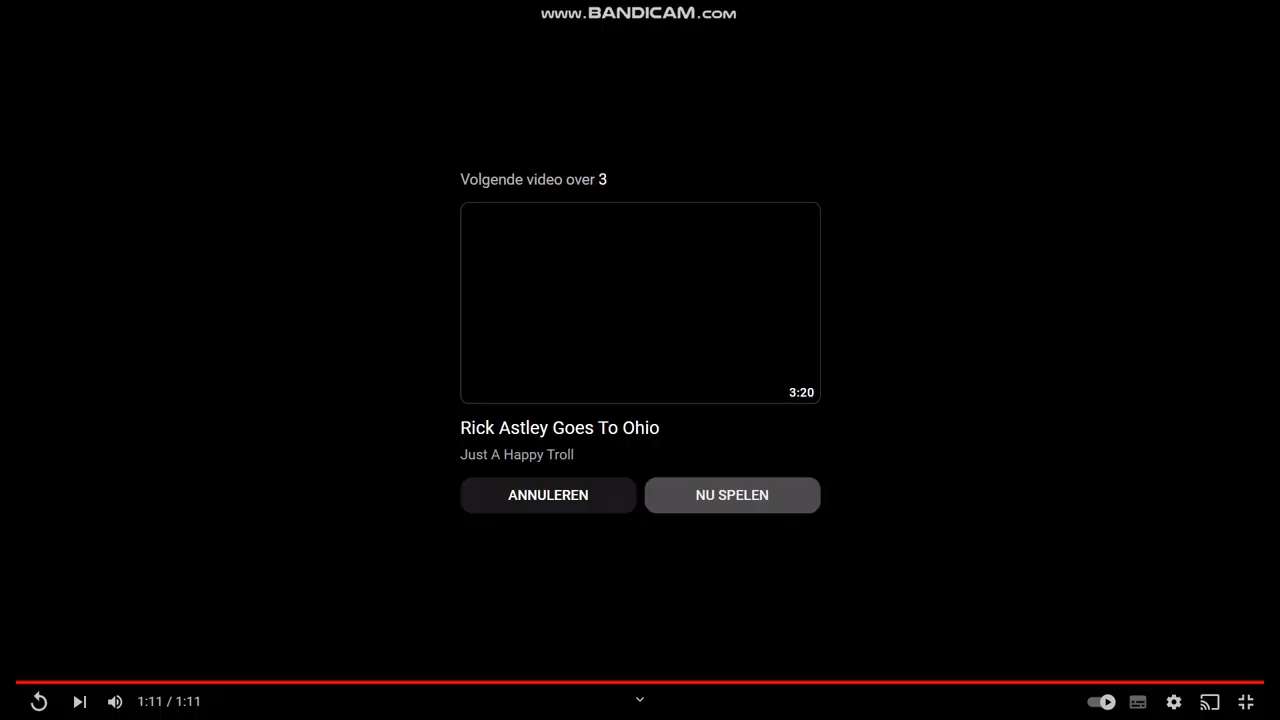 www.BANDICAM.com
Volgende video over 3
3:20
Rick Astley Goes To Ohio
Just A Happy Troll
ANNULEREN
NU SPELEN
1:11 / 1:11